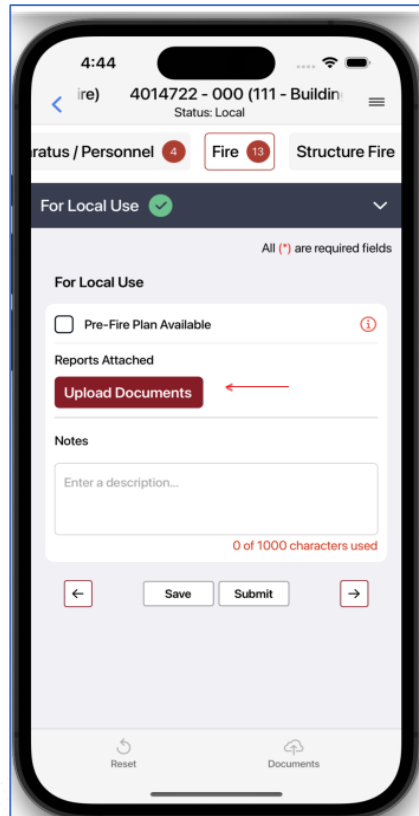 4:44
ire) 4014722 - 000 (111 - Buildin
Status: Local
ratus / Personnel 4 Fire 13 Structure Fire
For Local Use
All (*) are required fields
For Local Use
Pre-Fire Plan Available
Reports Attached
Upload Documents
Notes
Enter a description...
0 of 1000 characters used
Save Submit
Reset Documents